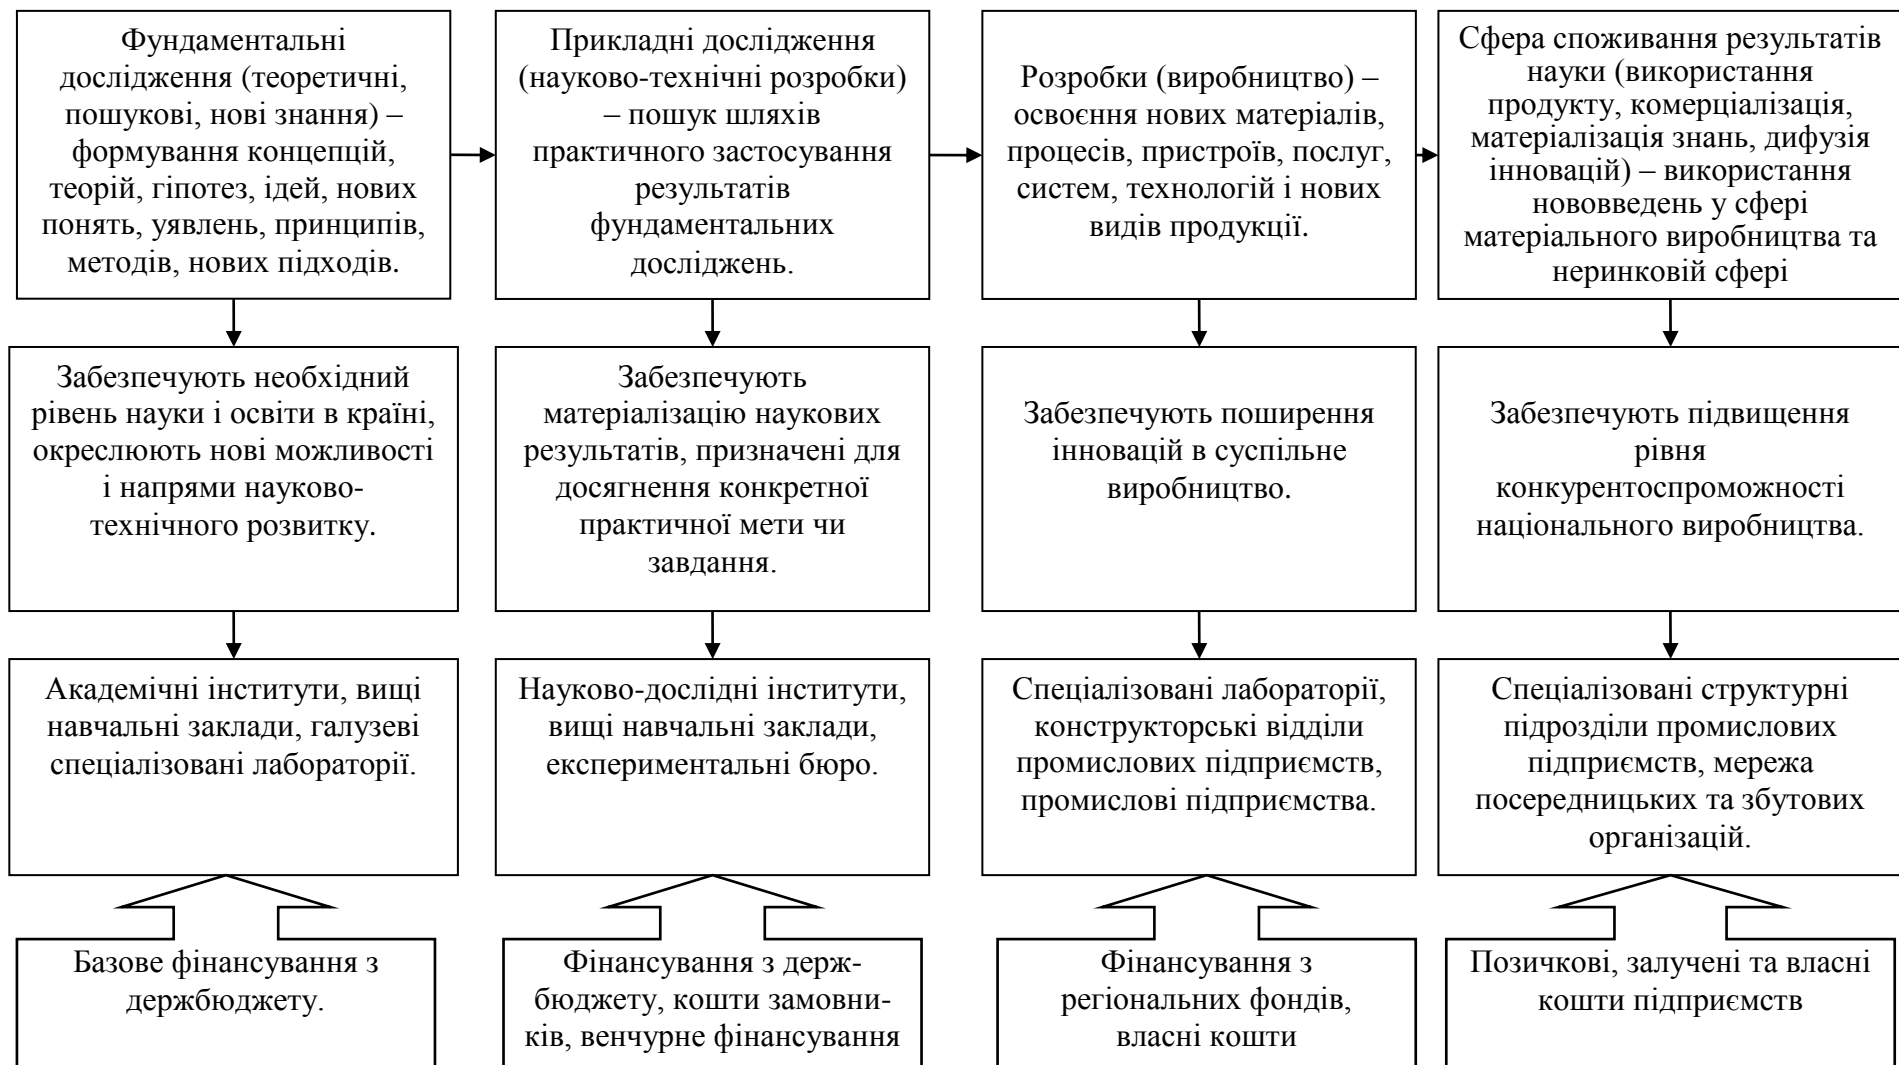 Фундаментальні
дослідження (теоретичні,
пошукові, нові знання) –
формування концепцій,
теорій, гіпотез, ідей, нових
понять, уявлень, принципів,
методів, нових підходів.
Прикладні дослідження
(науково-технічні розробки)
– пошук шляхів
практичного застосування
результатів
фундаментальних
досліджень.
Розробки (виробництво) –
освоєння нових матеріалів,
процесів, пристроїв, послуг,
систем, технологій і нових
видів продукції.
Сфера споживання результатів
науки (використання
продукту, комерціалізація,
матеріалізація знань, дифузія
інновацій) – використання
нововведень у сфері
матеріального виробництва та
неринковій сфері
Забезпечують необхідний
рівень науки і освіти в країні,
окреслюють нові можливості
і напрями науково-
технічного розвитку.
Забезпечують
матеріалізацію наукових
результатів, призначені для
досягнення конкретної
практичної мети чи
завдання.
Забезпечують поширення
інновацій в суспільне
виробництво.
Забезпечують підвищення
рівня
конкурентоспроможності
національного виробництва.
Академічні інститути, вищі
навчальні заклади, галузеві
спеціалізовані лабораторії.
Науково-дослідні інститути,
вищі навчальні заклади,
експериментальні бюро.
Спеціалізовані лабораторії,
конструкторські відділи
промислових підприємств,
промислові підприємства.
Спеціалізовані структурні
підрозділи промислових
підприємств, мережа
посередницьких та збутових
організацій.
Базове фінансування з
держбюджету.
Фінансування з держ-
бюджету, кошти замовни-
ків, венчурне фінансування
Фінансування з
регіональних фондів,
власні кошти
Позичкові, залучені та власні
кошти підприємств